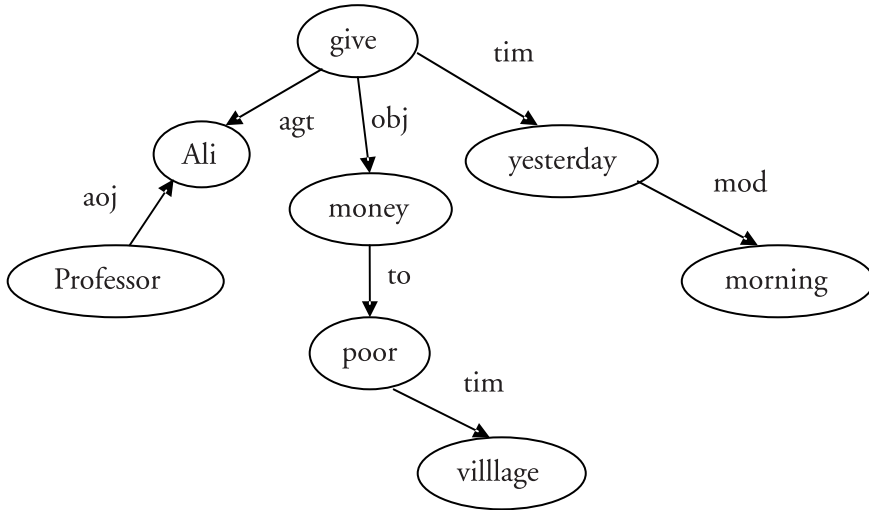 give
tim
agt
obj
Ali
yesterday
mod
aoj
money
Professor
to
morning
poor
tim
villlage